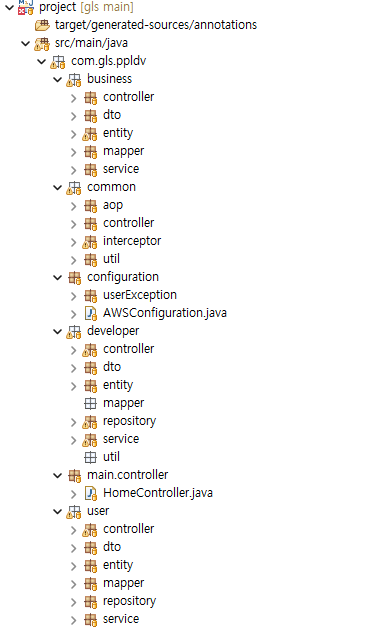 project [gls main]
target/generated-sources/annotations
src/main/java
com.gls.ppldv
business
controller
dto
entity
mapper
service
common
aop
controller
interceptor
util
configuration
userException
AWSConfiguration.java
developer
controller
dto
entity
mapper
repository
service
util
main.controller
HomeController.java
user
controller
dto
entity
mapper
repository
service